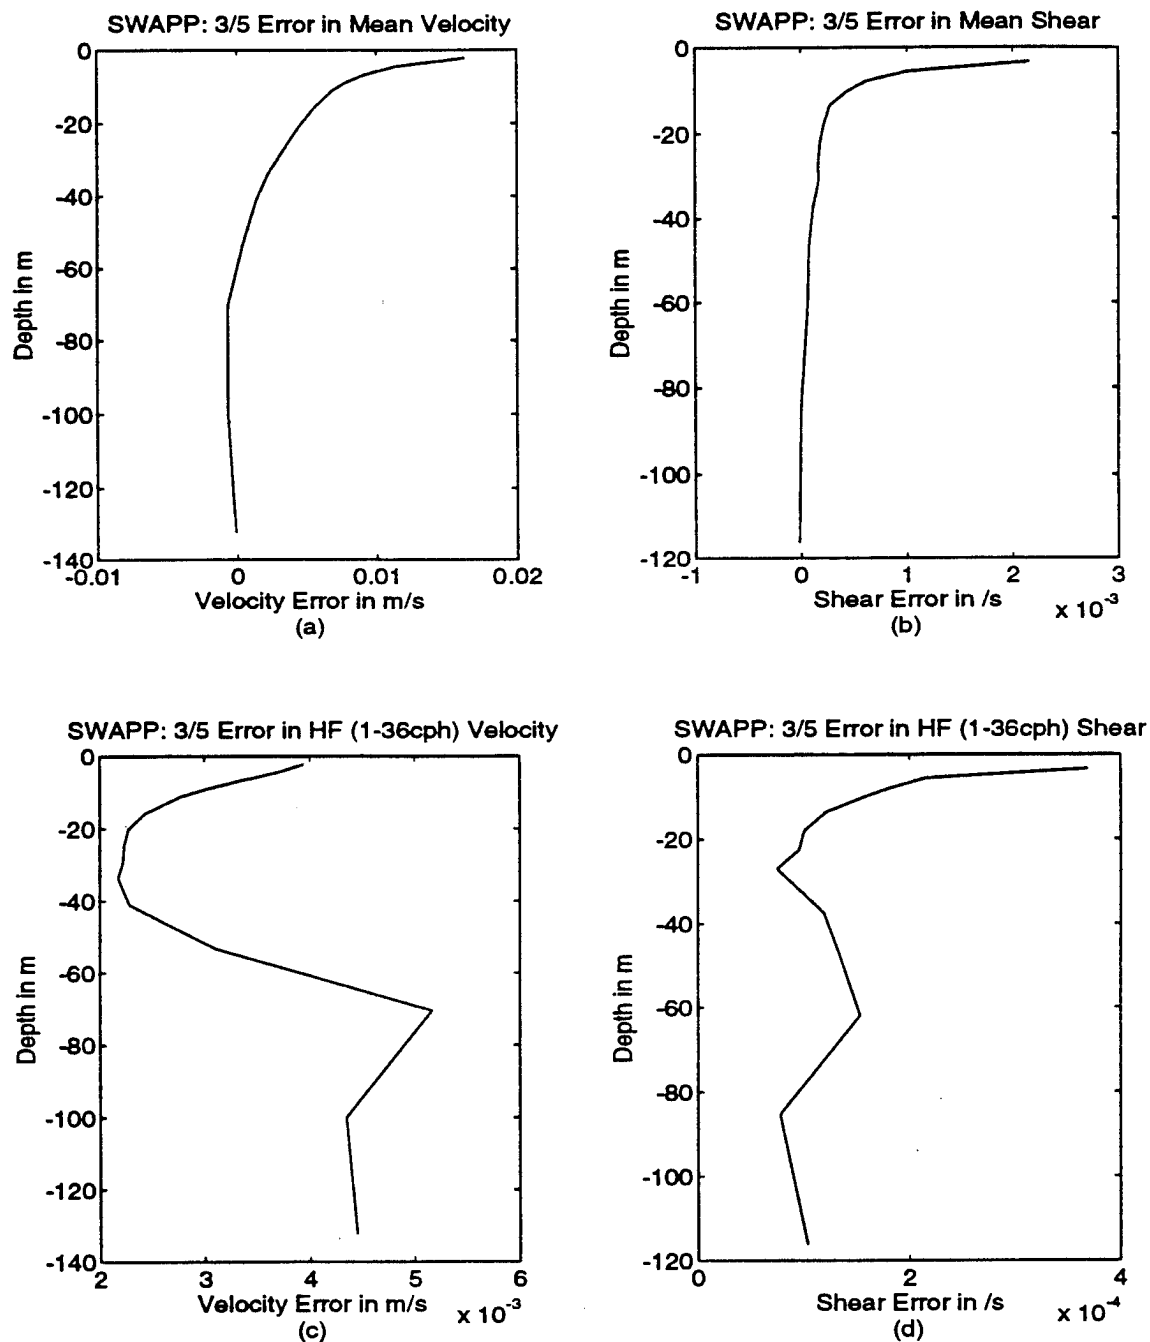 SWAPP: 3/5 Error in Mean Velocity
0
-20
-40
-60
-80
-100
-120
-140
Depth in m
-0.01
0
0.01
0.02
Velocity Error in m/s
(a)
SWAPP: 3/5 Error in Mean Shear
0
-20
-40
-60
-80
-100
-120
Depth in m
-1
0
1
2
3
Shear Error in /s
x 10^-3
(b)
SWAPP: 3/5 Error in HF (1-36cph) Velocity
0
-20
-40
-60
-80
-100
-120
-140
Depth in m
2
3
4
5
6
Velocity Error in m/s
x 10^-3
(c)
SWAPP: 3/5 Error in HF (1-36cph) Shear
0
-20
-40
-60
-80
-100
-120
Depth in m
0
2
4
Shear Error in /s
x 10^-4
(d)